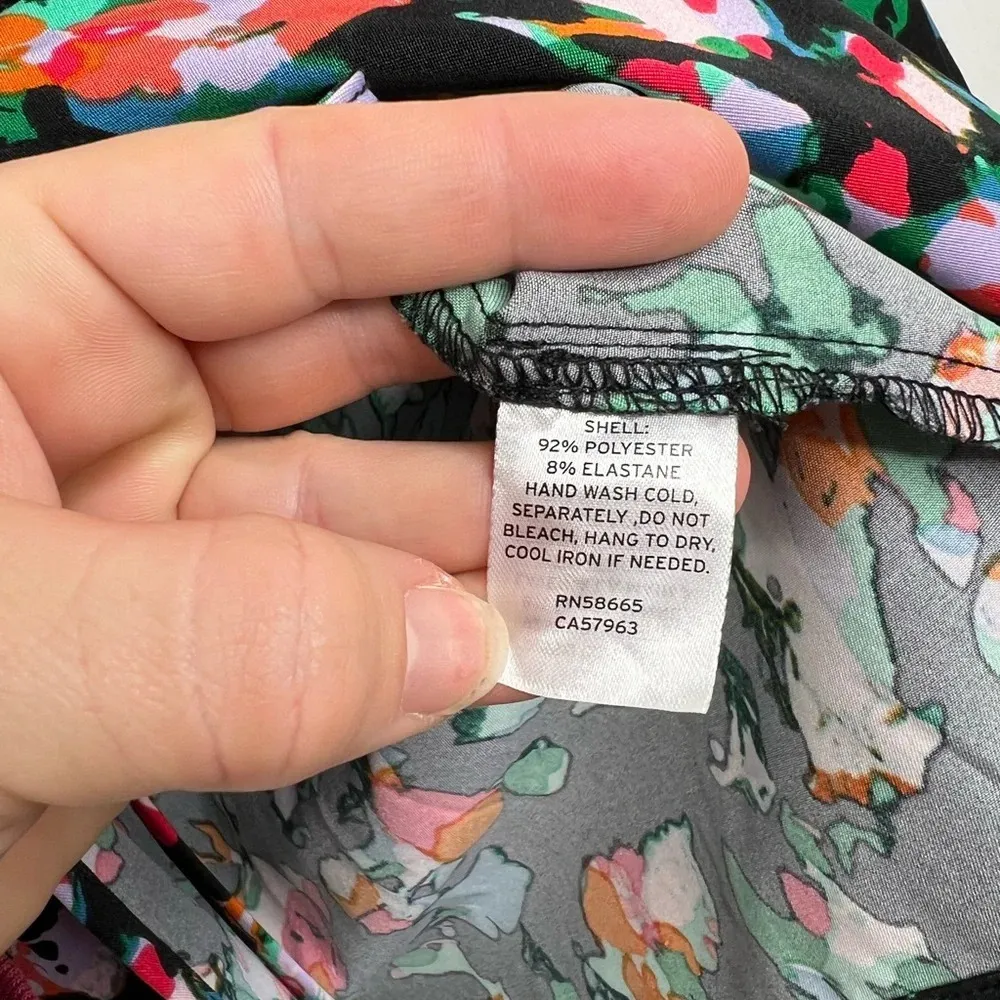 SHELL:
92% POLYESTER
8% ELASTANE
HAND WASH COLD,
SEPARATELY ,DO NOT
BLEACH, HANG TO DRY,
COOL IRON IF NEEDED.
RN58665
CA57963